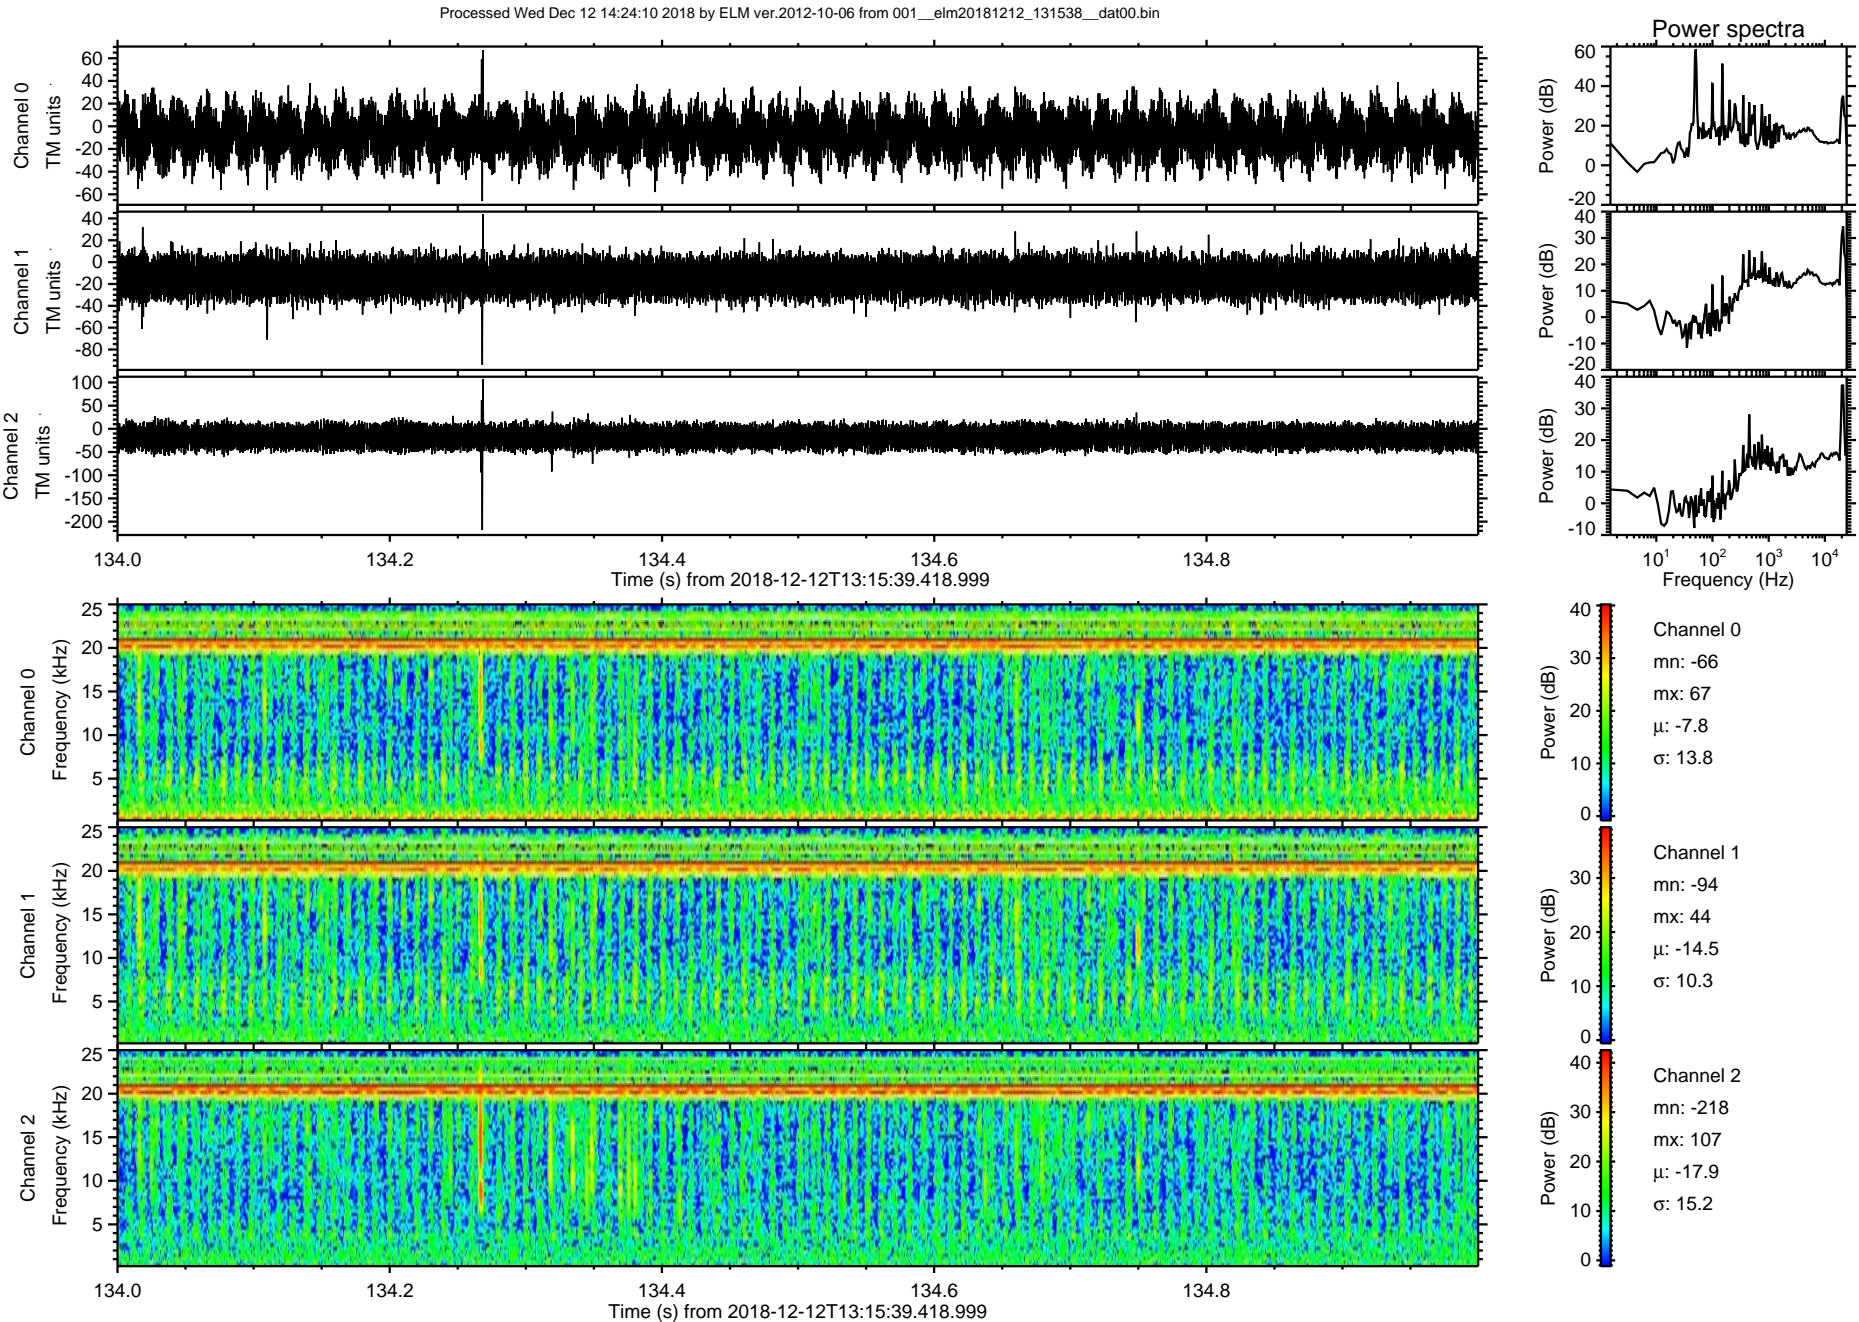 Processed Wed Dec 12 14:24:10 2018 by ELM ver.2012-10-06 from 001__elm20181212_131538__dat00.bin
Power spectra
Channel 0
TM units
60
40
20
0
-20
-40
-60
Power (dB)
60
40
20
0
-20
Channel 1
TM units
40
20
0
-20
-40
-60
-80
Power (dB)
40
30
20
10
0
-10
-20
Channel 2
TM units
100
50
0
-50
-100
-150
-200
Power (dB)
40
30
20
10
0
-10
134.0 134.2 134.4 134.6 134.8
Time (s) from 2018-12-12T13:15:39.418.999
10¹ 10² 10³ 10⁴
Frequency (Hz)
Channel 0
Frequency (kHz)
25
20
15
10
5
Power (dB)
40
30
20
10
0
Channel 0
mn: -66
mx: 67
μ: -7.8
σ: 13.8
Channel 1
Frequency (kHz)
25
20
15
10
5
Power (dB)
30
20
10
0
Channel 1
mn: -94
mx: 44
μ: -14.5
σ: 10.3
Channel 2
Frequency (kHz)
25
20
15
10
5
Power (dB)
40
30
20
10
0
Channel 2
mn: -218
mx: 107
μ: -17.9
σ: 15.2
134.0 134.2 134.4 134.6 134.8
Time (s) from 2018-12-12T13:15:39.418.999